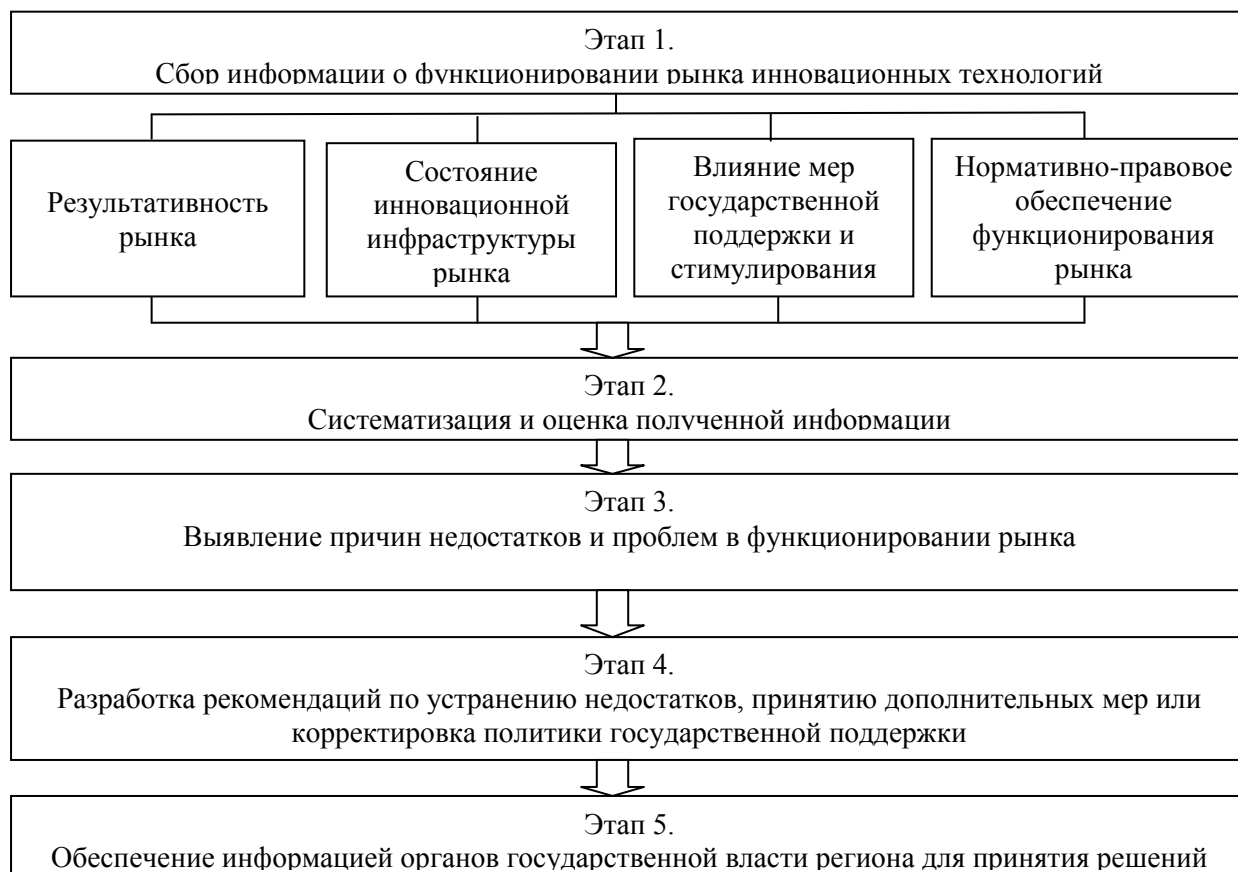 Этап 1.
Сбор информации о функционировании рынка инновационных технологий
Результативность
рынка
Состояние
инновационной
инфраструктуры
рынка
Влияние мер
государственной
поддержки и
стимулирования
Нормативно-правовое
обеспечение
функционирования
рынка
Этап 2.
Систематизация и оценка полученной информации
Этап 3.
Выявление причин недостатков и проблем в функционировании рынка
Этап 4.
Разработка рекомендаций по устранению недостатков, принятию дополнительных мер или
корректировка политики государственной поддержки
Этап 5.
Обеспечение информацией органов государственной власти региона для принятия решений